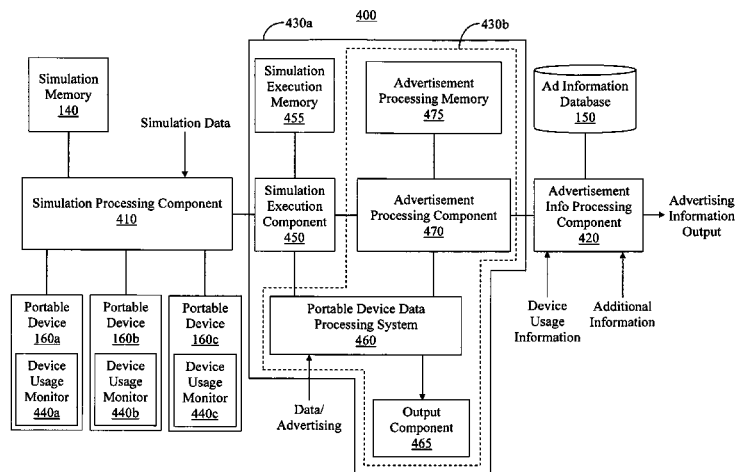 400
430a
430b
Simulation
Memory
140
Simulation
Execution
Memory
455
Advertisement
Processing Memory
475
Ad Information
Database
150
Simulation Data
Simulation Processing Component
410
Simulation
Execution
Component
450
Advertisement
Processing Component
470
Advertisement
Info Processing
Component
420
Advertising
Information
Output
Portable
Device
160a
Device
Usage
Monitor
440a
Portable
Device
160b
Device
Usage
Monitor
440b
Portable
Device
160c
Device
Usage
Monitor
440c
Portable Device Data
Processing System
460
Device
Usage
Information
Additional
Information
Data/
Advertising
Output
Component
465